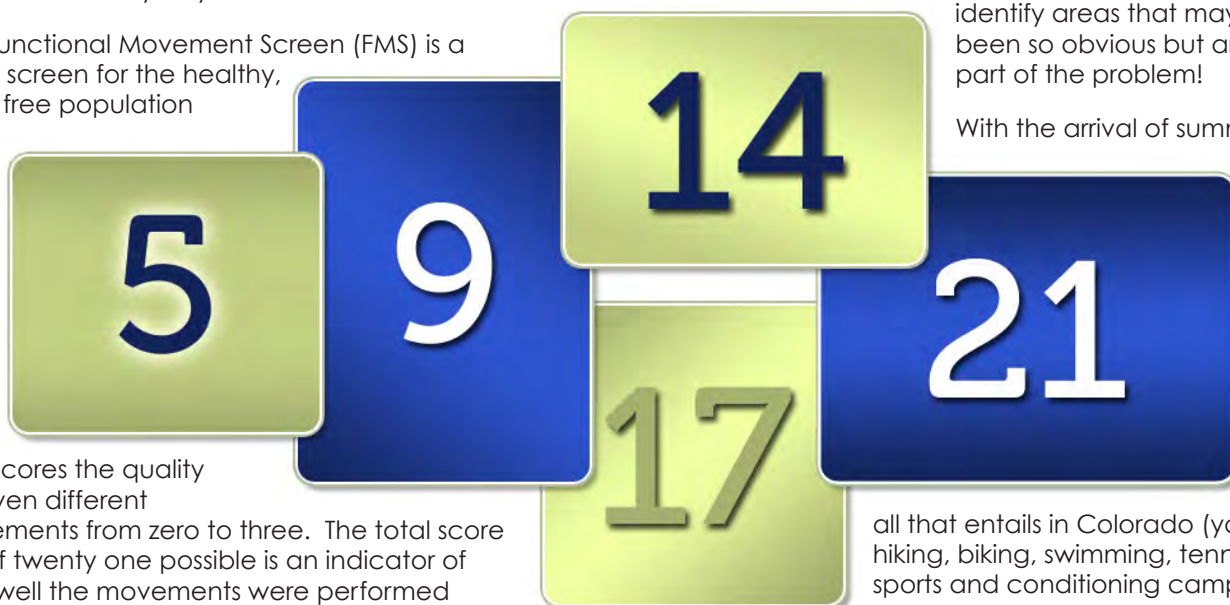 unctional Movement Screen (FMS) is a
screen for the healthy,
free population
5
9
14
17
21
cores the quality
ven different
ements from zero to three. The total score
f twenty one possible is an indicator of
well the movements were performed
identify areas that may
been so obvious but a
part of the problem!
With the arrival of sum
all that entails in Colorado (yo
hiking, biking, swimming, tenn
sports and conditioning camp